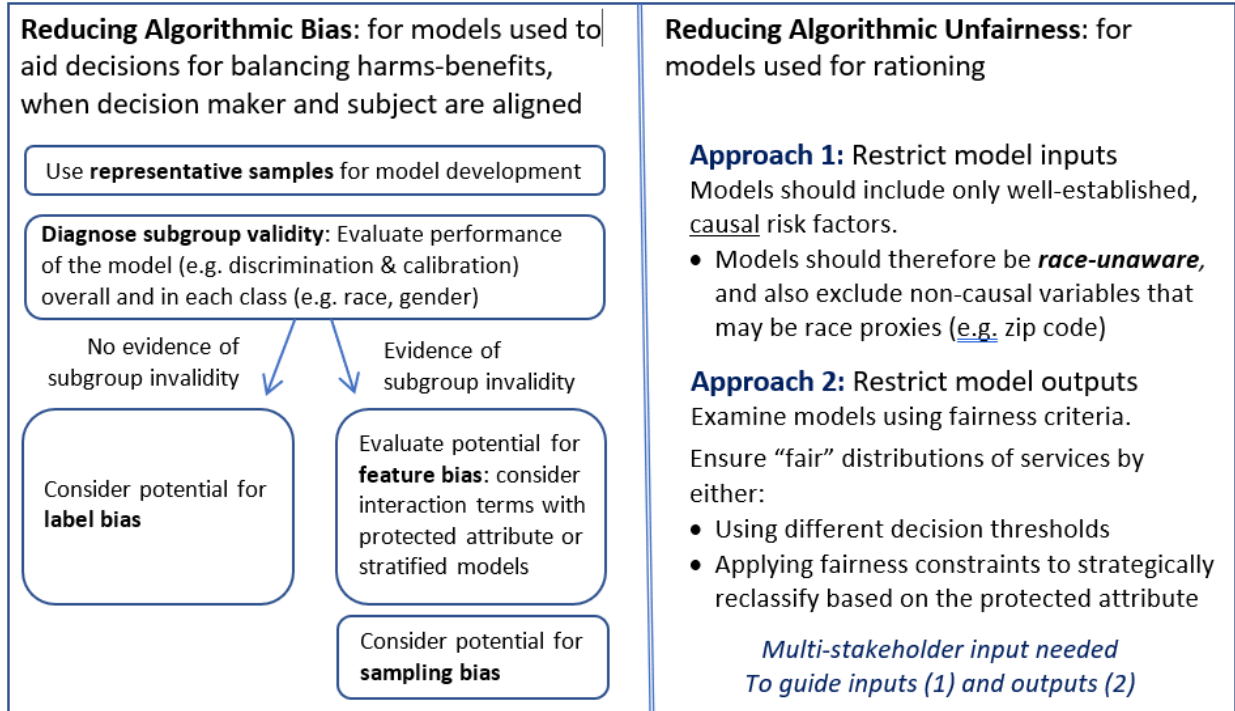 Reducing Algorithmic Bias: for models used to
aid decisions for balancing harms-benefits,
when decision maker and subject are aligned
Use representative samples for model development
Diagnose subgroup validity: Evaluate performance
of the model (e.g. discrimination & calibration)
overall and in each class (e.g. race, gender)
No evidence of
subgroup invalidity
Evidence of
subgroup invalidity
Consider potential for
label bias
Evaluate potential for
feature bias: consider
interaction terms with
protected attribute or
stratified models
Consider potential for
sampling bias
Reducing Algorithmic Unfairness: for
models used for rationing
Approach 1: Restrict model inputs
Models should include only well-established,
causal risk factors.
• Models should therefore be race-unaware,
and also exclude non-causal variables that
may be race proxies (e.g. zip code)
Approach 2: Restrict model outputs
Examine models using fairness criteria.
Ensure “fair” distributions of services by
either:
• Using different decision thresholds
• Applying fairness constraints to strategically
reclassify based on the protected attribute
Multi-stakeholder input needed
To guide inputs (1) and outputs (2)